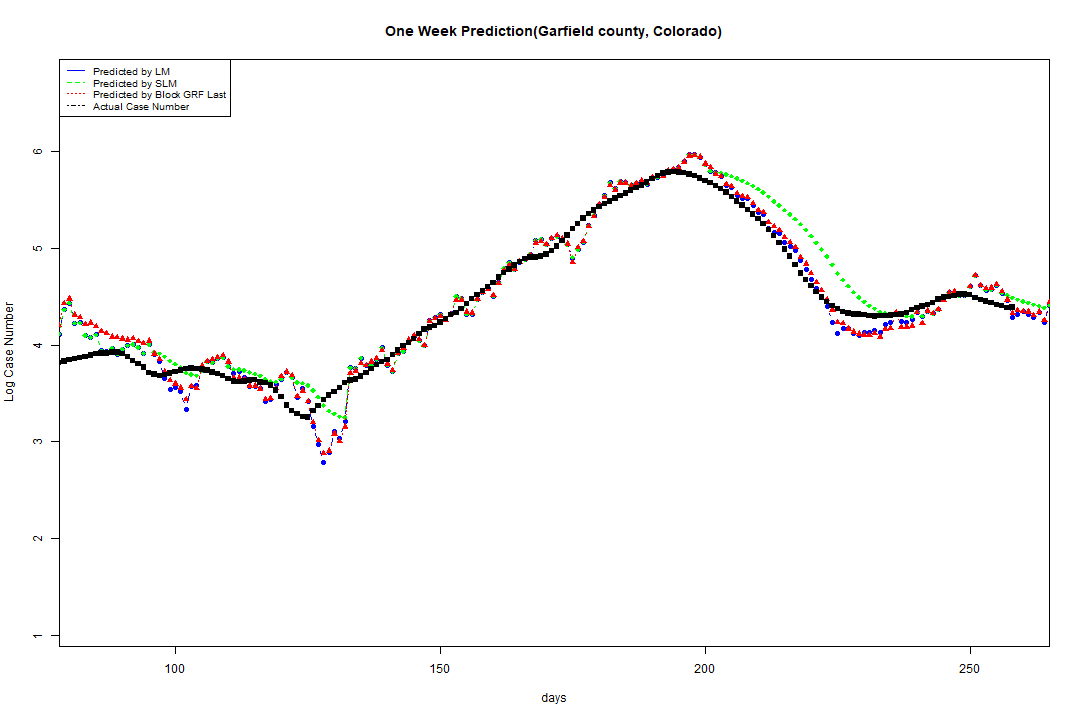 One Week Prediction(Garfield county, Colorado)
Predicted by LM
Predicted by SLM
Predicted by Block GRF Last
Actual Case Number
6
5
4
3
2
1
Log Case Number
100 150 200 250
days